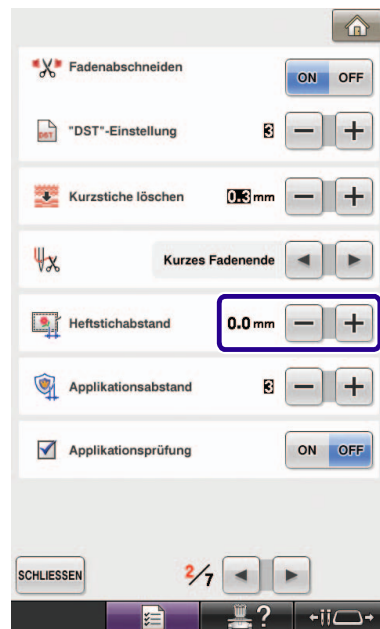 Fadenabschneiden ON OFF
DST "DST"-Einstellung 3 − +
Kurzstiche löschen 0.3 mm − +
Kurzes Fadenende
Heftstichabstand 0.0 mm − +
Applikationsabstand 3 − +
Applikationsprüfung ON OFF
SCHLIESSEN 2/7
?